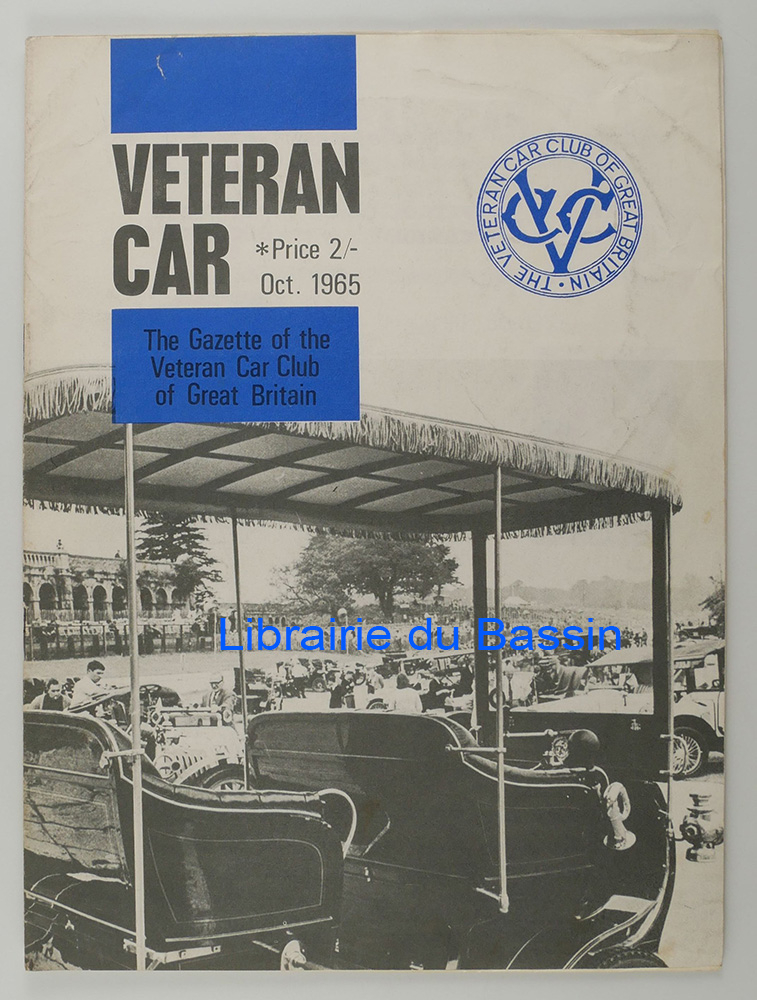 VETERAN
CAR
*Price 2/-
Oct. 1965
THE VETERAN CAR CLUB OF GREAT BRITAIN •
VCC
The Gazette of the
Veteran Car Club
of Great Britain
Librairie du Bassin